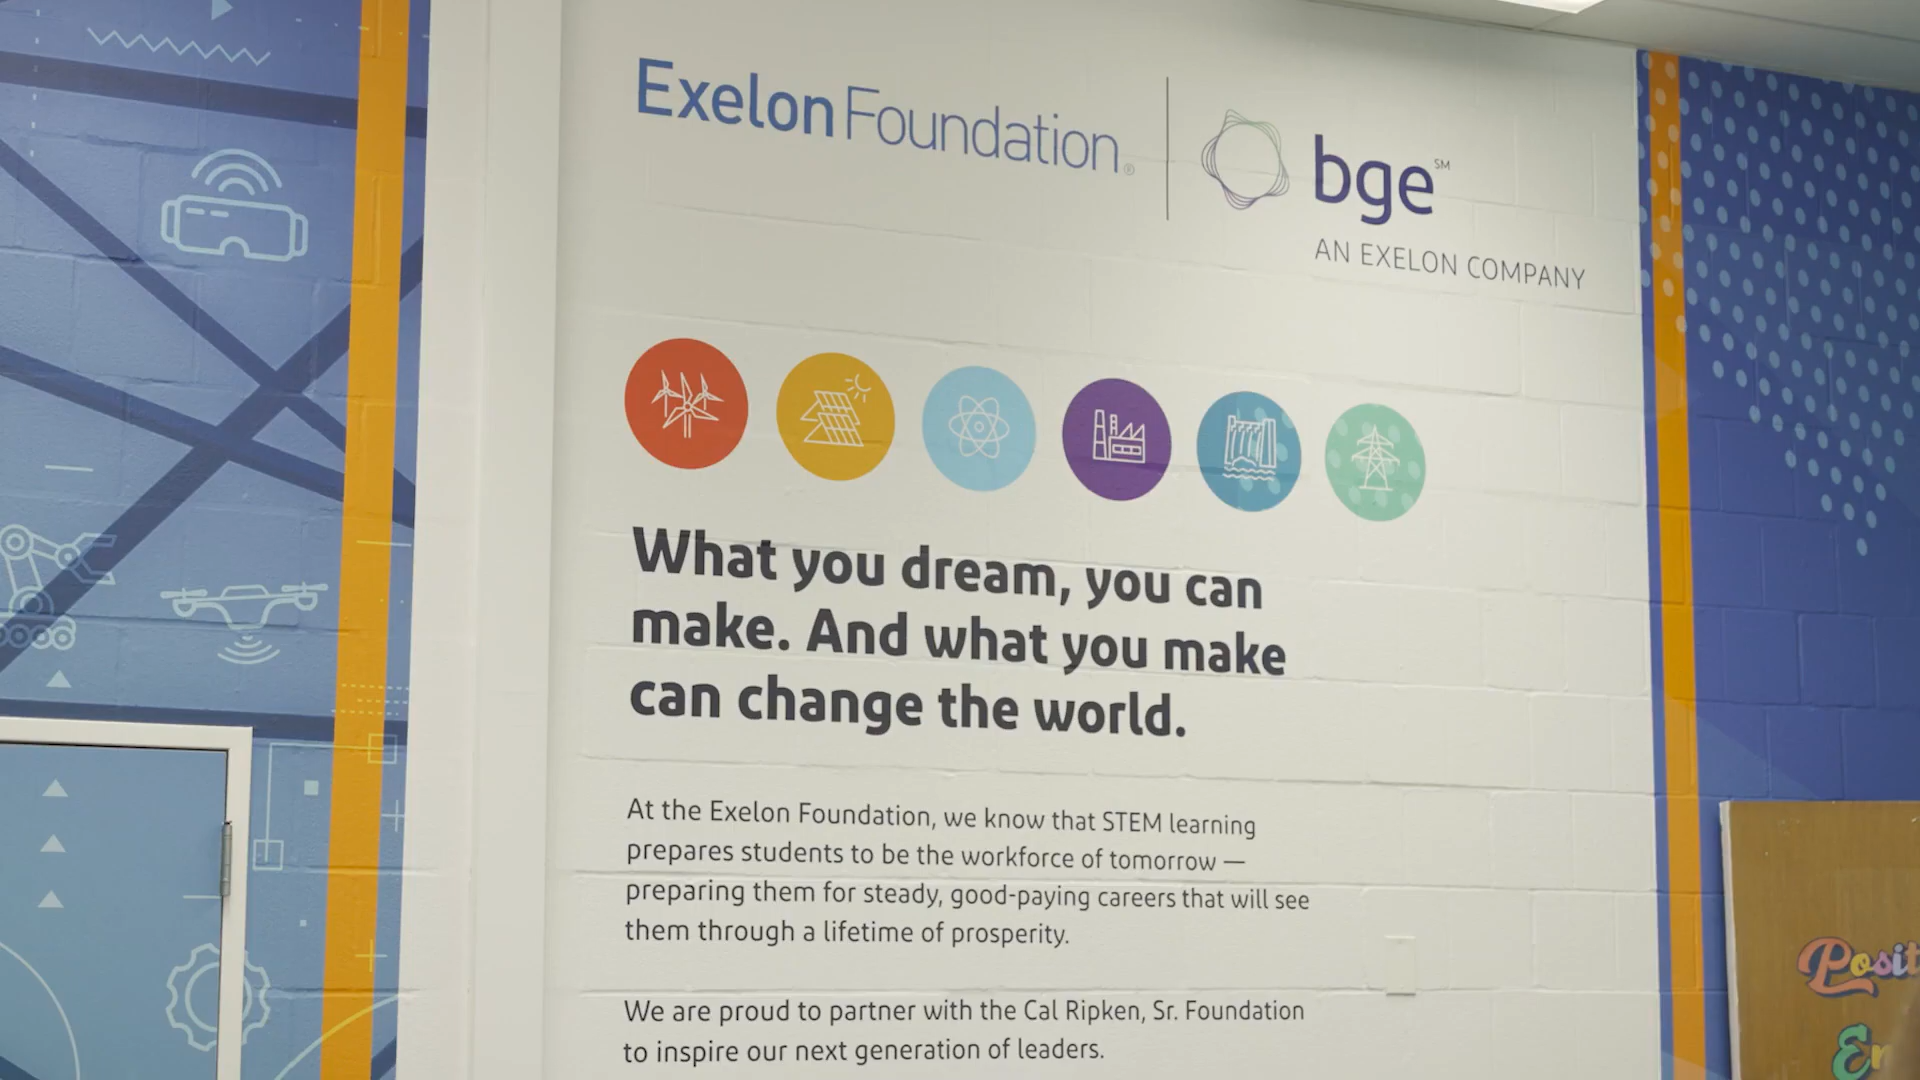 Exelon Foundation®
bge℠
AN EXELON COMPANY
What you dream, you can
make. And what you make
can change the world.
At the Exelon Foundation, we know that STEM learning
prepares students to be the workforce of tomorrow —
preparing them for steady, good-paying careers that will see
them through a lifetime of prosperity.
We are proud to partner with the Cal Ripken, Sr. Foundation
to inspire our next generation of leaders.